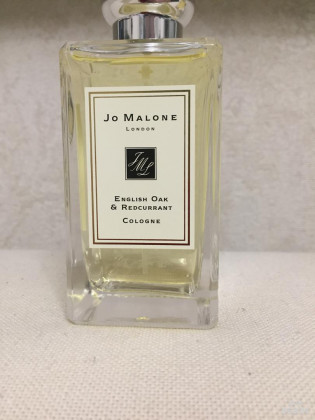 JO MALONE
LONDON
JML
ENGLISH OAK
& REDCURRANT
COLOGNE